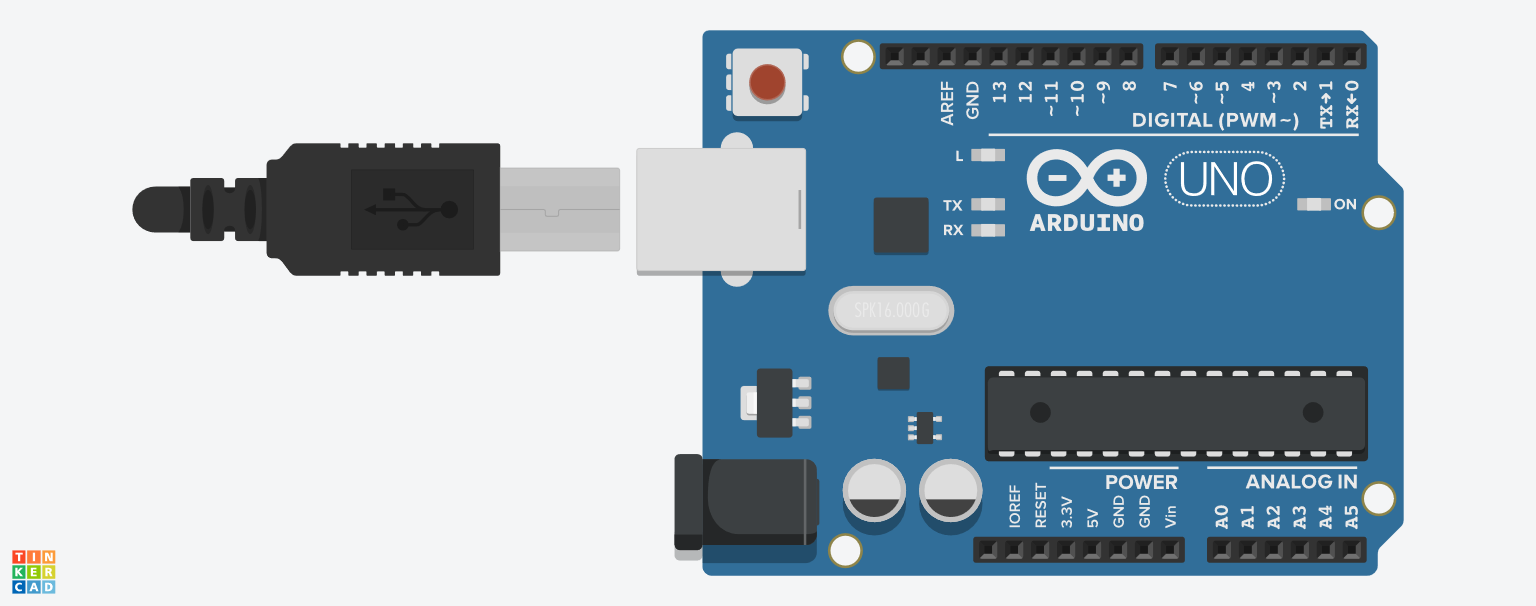 AREF
GND
13
12
~11
~10
~9
8
7
~6
~5
4
~3
2
TX→1
RX←0
DIGITAL (PWM~)
L
TX
RX
ARDUINO
UNO
ON
SPK16.000G
POWER
ANALOG IN
IOREF
RESET
3.3V
5V
GND
GND
Vin
A0
A1
A2
A3
A4
A5
TIN
KER
CAD